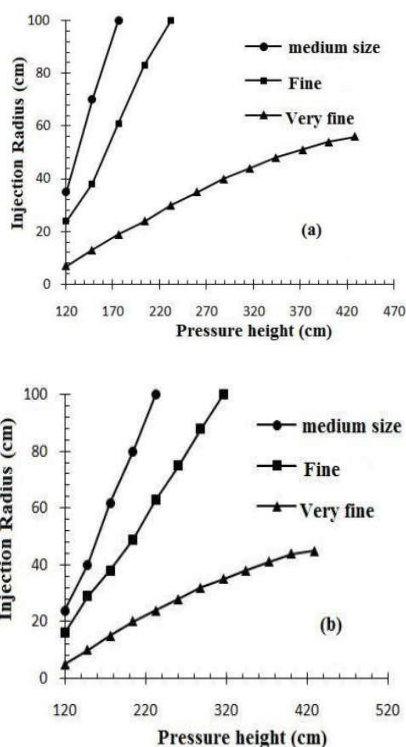 100
80
60
40
20
0
Injection Radius (cm)
medium size
Fine
Very fine
(a)
120 170 220 270 320 370 420 470
Pressure height (cm)
100
80
60
40
20
0
Injection Radius (cm)
medium size
Fine
Very fine
(b)
120 220 320 420 520
Pressure height (cm)